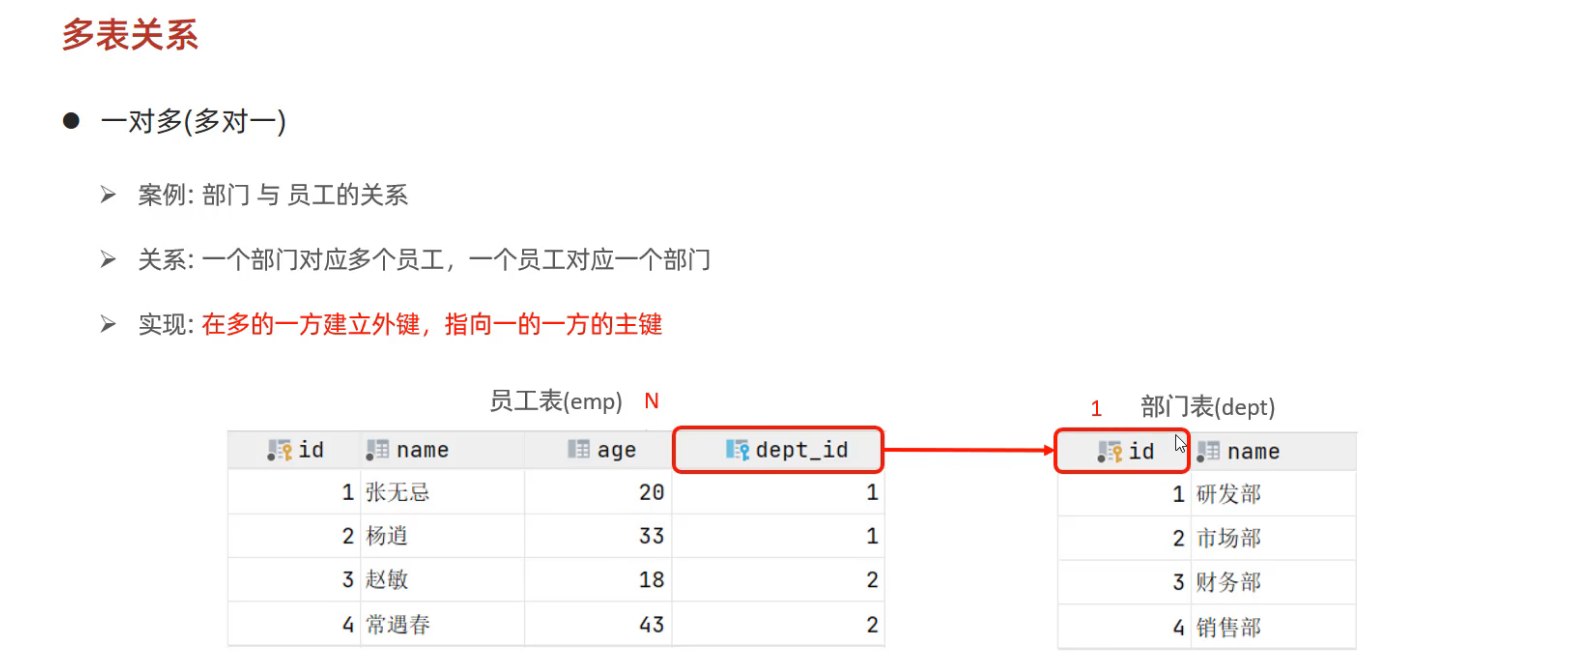 多表关系
● 一对多(多对一)
➢ 案例: 部门 与 员工的关系
➢ 关系: 一个部门对应多个员工，一个员工对应一个部门
➢ 实现: 在多的一方建立外键，指向一的一方的主键
员工表(emp) N
1 部门表(dept)
id name age dept_id
id name
1 张无忌 20 1
1 研发部
2 杨逍 33 1
2 市场部
3 赵敏 18 2
3 财务部
4 常遇春 43 2
4 销售部